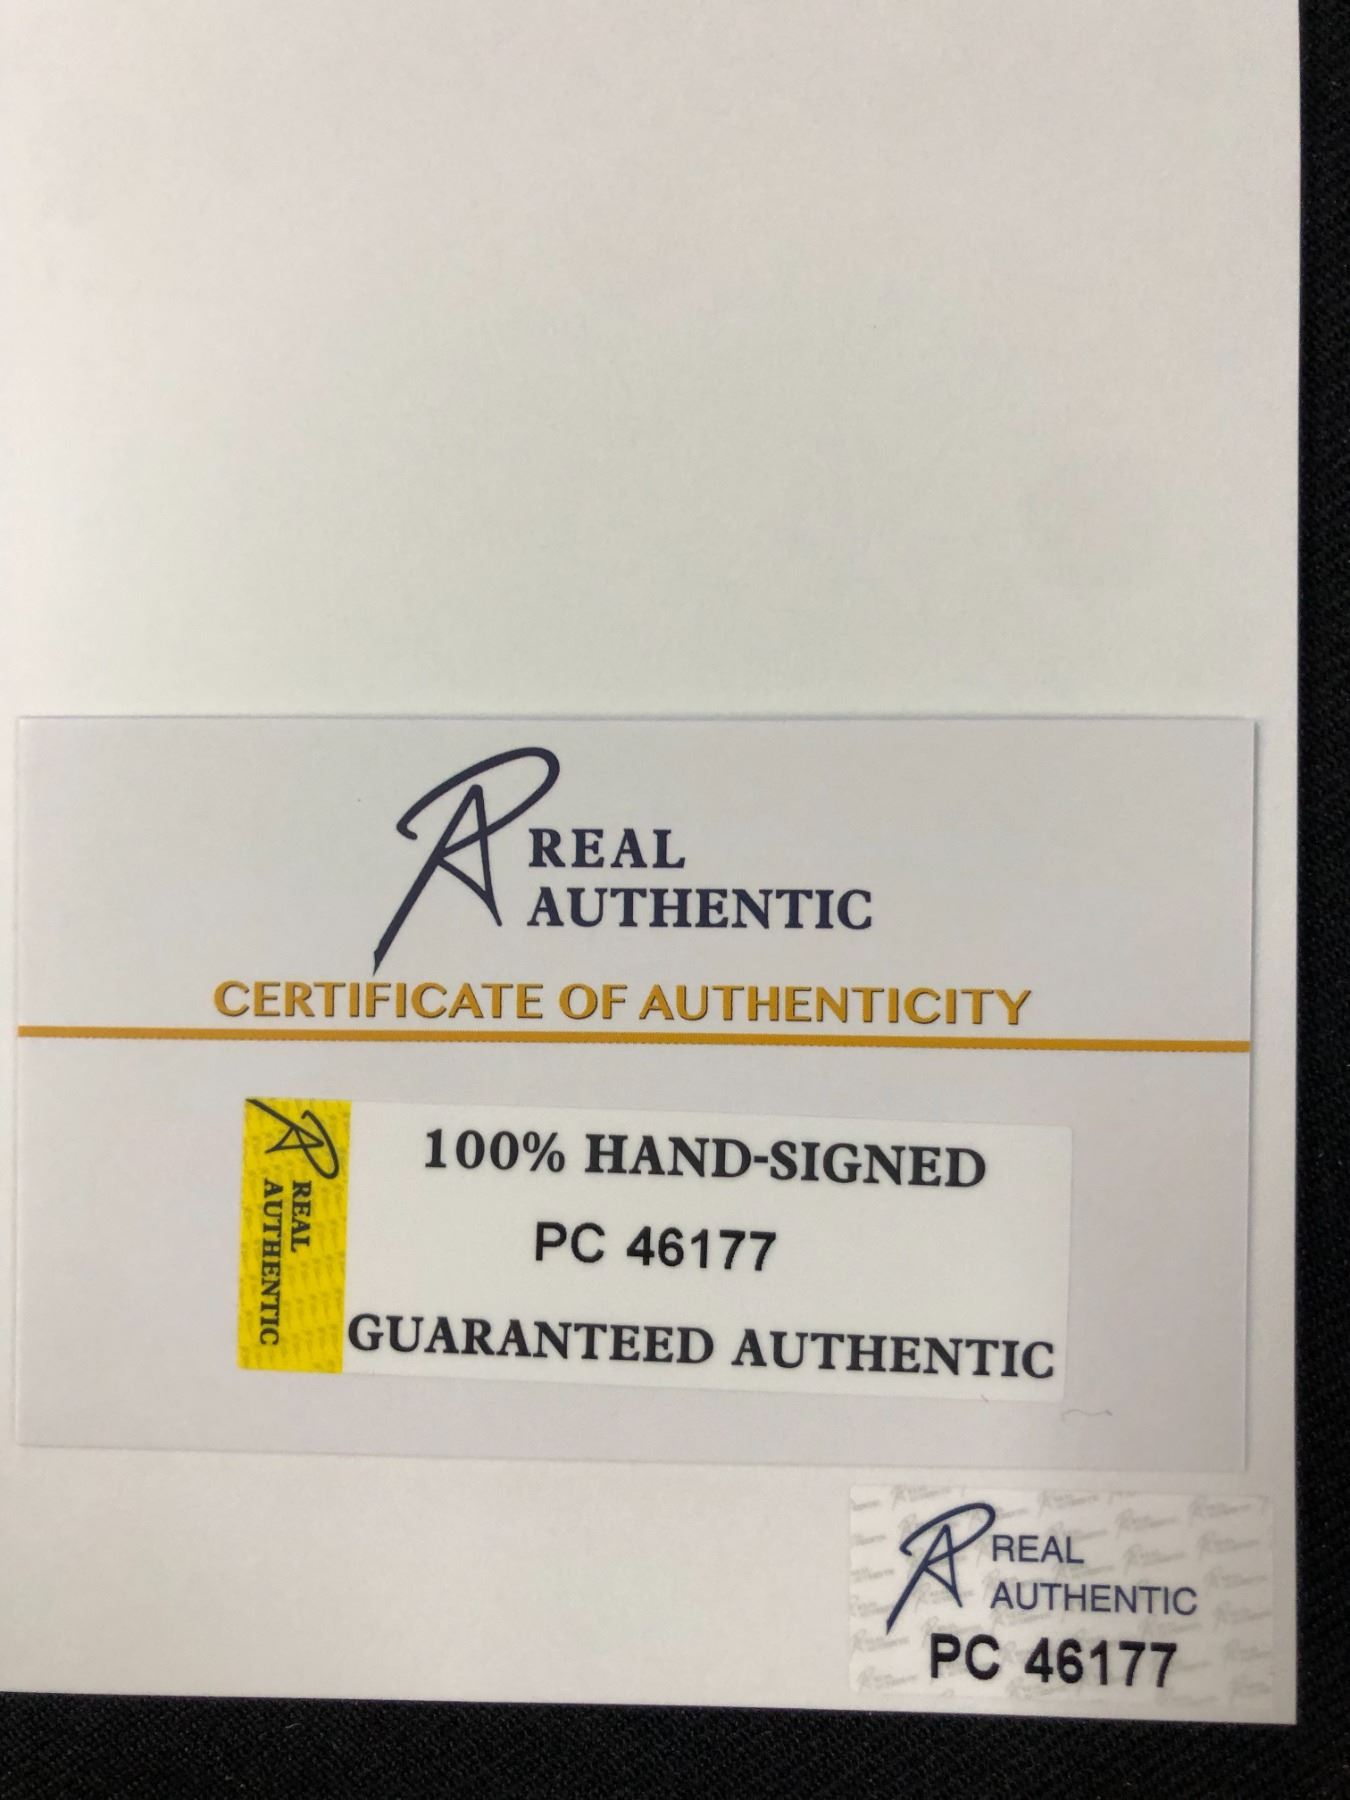 REAL
AUTHENTIC
CERTIFICATE OF AUTHENTICITY
REAL
AUTHENTIC
100% HAND-SIGNED
PC 46177
GUARANTEED AUTHENTIC
REAL
AUTHENTIC
PC 46177